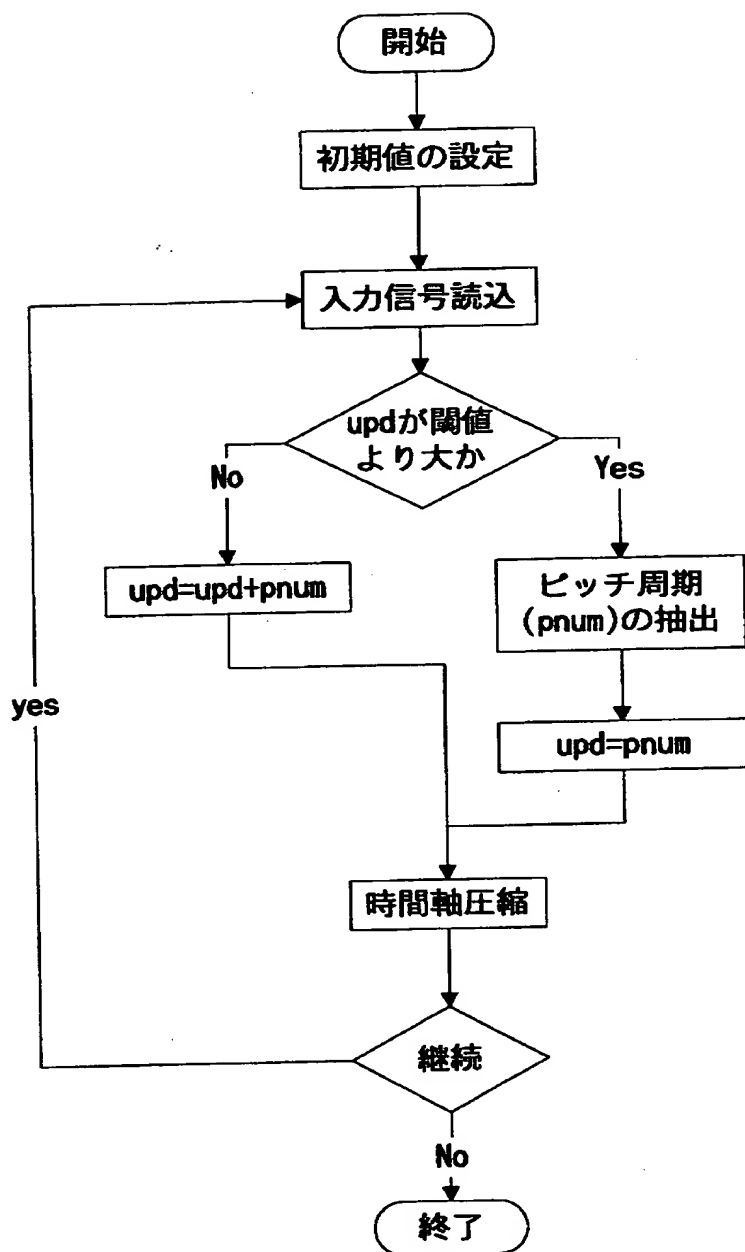 開始
初期値の設定
入力信号読込
updが閾値
より大か
No
Yes
upd=upd+pnum
ピッチ周期
(pnum)の抽出
yes
upd=pnum
時間軸圧縮
継続
No
終了